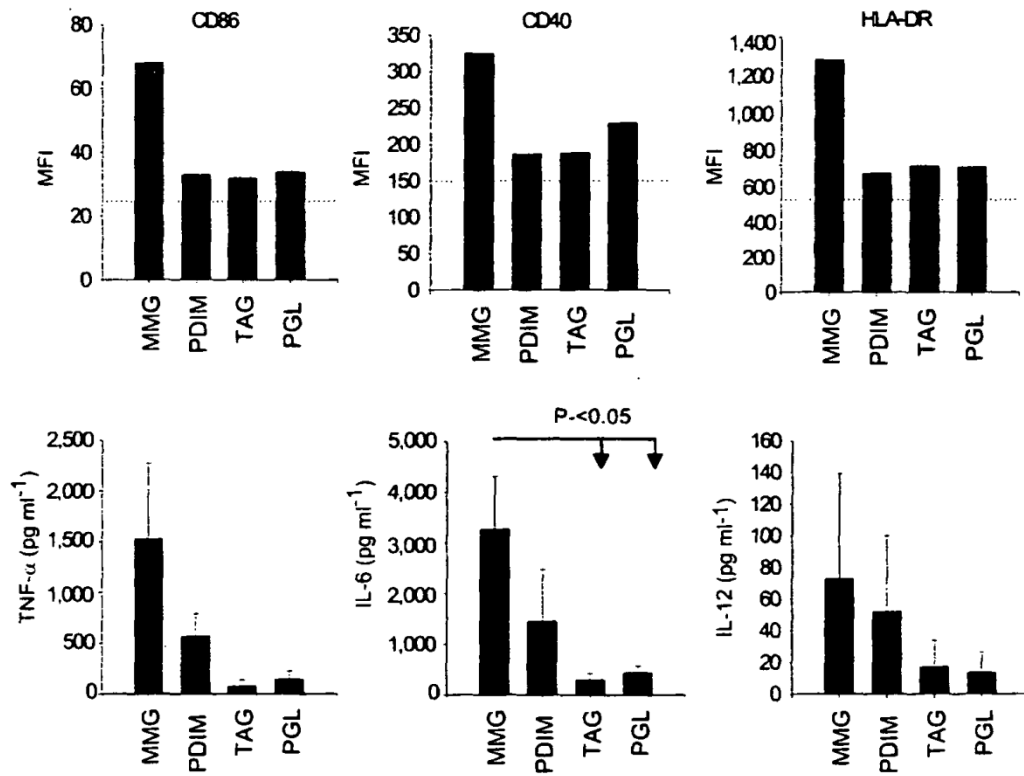 CD86
CD40
HLA-DR
80
60
40
20
0
MFI
MMG
PDIM
TAG
PGL
350
300
250
200
150
100
50
0
MFI
MMG
PDIM
TAG
PGL
1,400
1,200
1,000
800
600
400
200
0
MFI
MMG
PDIM
TAG
PGL
P-<0.05
2,500
2,000
1,500
1,000
500
0
TNF-α (pg ml⁻¹)
MMG
PDIM
TAG
PGL
5,000
4,000
3,000
2,000
1,000
0
IL-6 (pg ml⁻¹)
MMG
PDIM
TAG
PGL
160
140
120
100
80
60
40
20
0
IL-12 (pg ml-1)
MMG
PDIM
TAG
PGL